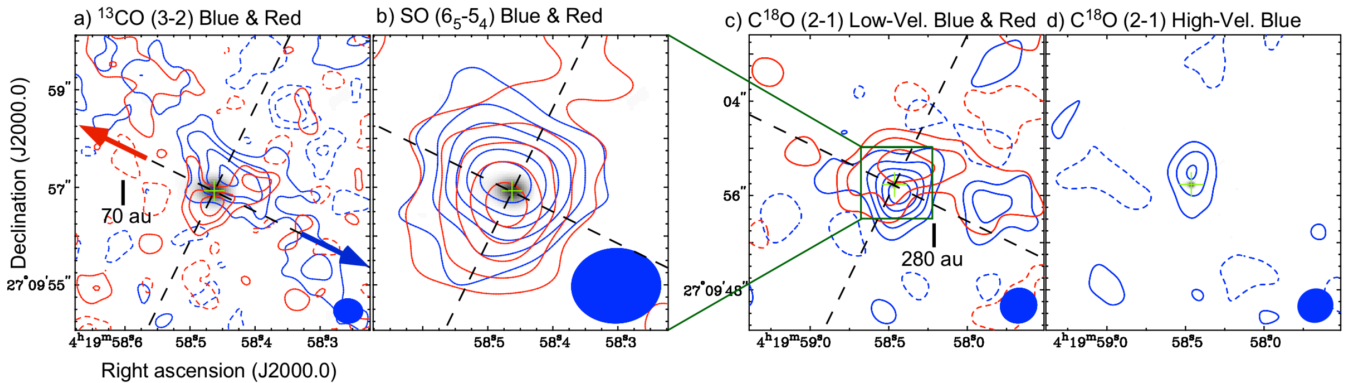 a) ¹³CO (3-2) Blue & Red
b) SO (6₅-5₄) Blue & Red
c) C¹⁸O (2-1) Low-Vel. Blue & Red
d) C¹⁸O (2-1) High-Vel. Blue
Declination (J2000.0)
59"
57"
27°09'55"
70 au
04"
56"
27°09'48"
280 au
4ʰ19ᵐ58ˢ.6
58ˢ.5
58ˢ.4
58ˢ.3
58ˢ.6
58ˢ.5
58ˢ.4
58ˢ.3
4ʰ19ᵐ59ˢ.0
58ˢ.5
58ˢ.0
4ʰ19ᵐ59ˢ.0
58ˢ.5
58ˢ.0
Right ascension (J2000.0)